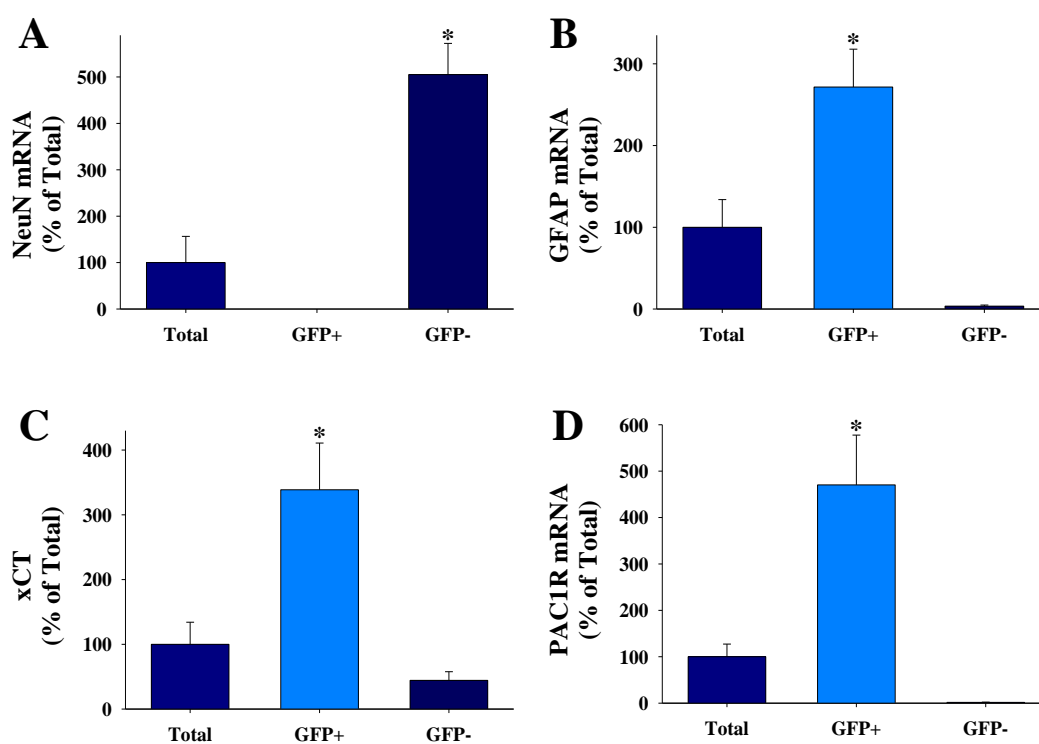 A
NeuN mRNA
(% of Total)
500
400
300
200
100
0
*
Total GFP+ GFP-
B
GFAP mRNA
(% of Total)
300
200
100
0
*
Total GFP+ GFP-
C
xCT
(% of Total)
400
300
200
100
0
*
Total GFP+ GFP-
D
PAC1R mRNA
(% of Total)
600
500
400
300
200
100
0
*
Total GFP+ GFP-